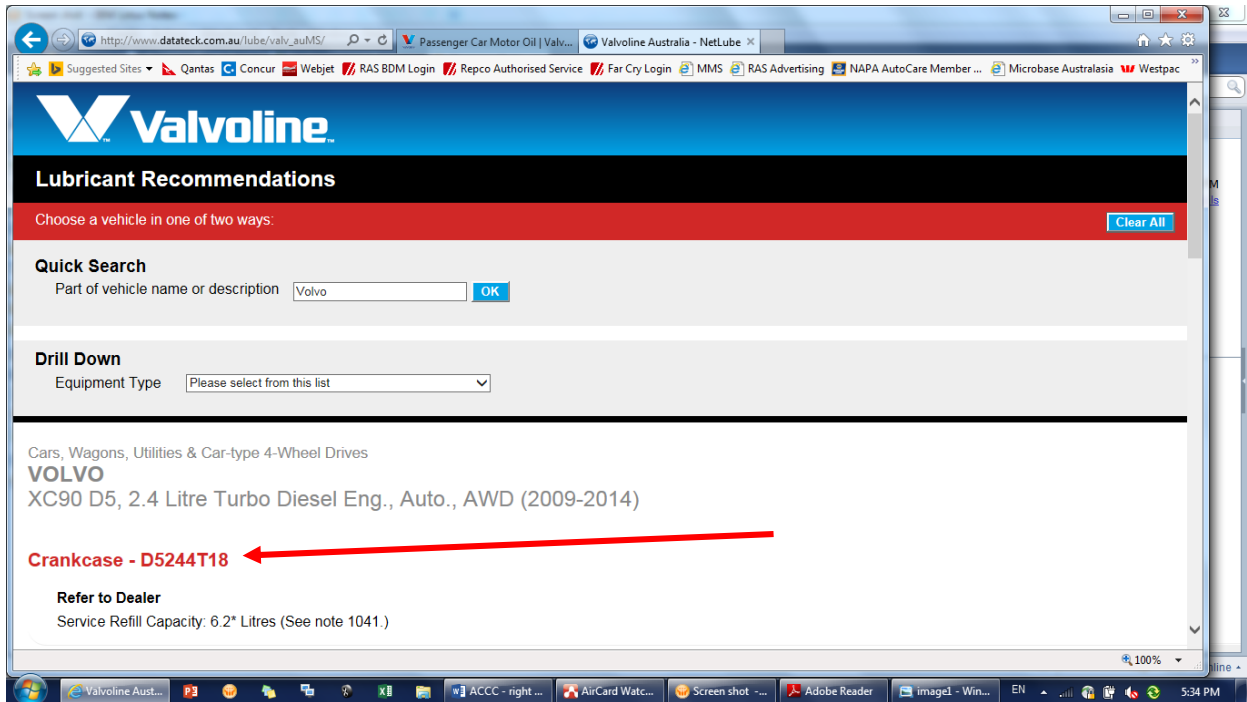 http://www.datateck.com.au/lube/valv_auMS/
Passenger Car Motor Oil | Valv...
Valvoline Australia - NetLube
Suggested Sites
Qantas
Concur
Webjet
RAS BDM Login
Repco Authorised Service
Far Cry Login
MMS
RAS Advertising
NAPA AutoCare Member ...
Microbase Australasia
Westpac
Valvoline
Lubricant Recommendations
Choose a vehicle in one of two ways:
Clear All
Quick Search
Part of vehicle name or description
Volvo
OK
Drill Down
Equipment Type
Please select from this list
Cars, Wagons, Utilities & Car-type 4-Wheel Drives
VOLVO
XC90 D5, 2.4 Litre Turbo Diesel Eng., Auto., AWD (2009-2014)
Crankcase - D5244T18
Refer to Dealer
Service Refill Capacity: 6.2* Litres (See note 1041.)
100%
Valvoline Aust...
ACCC - right ...
AirCard Watc...
Screen shot -...
Adobe Reader
image1 - Win...
EN
5:34 PM